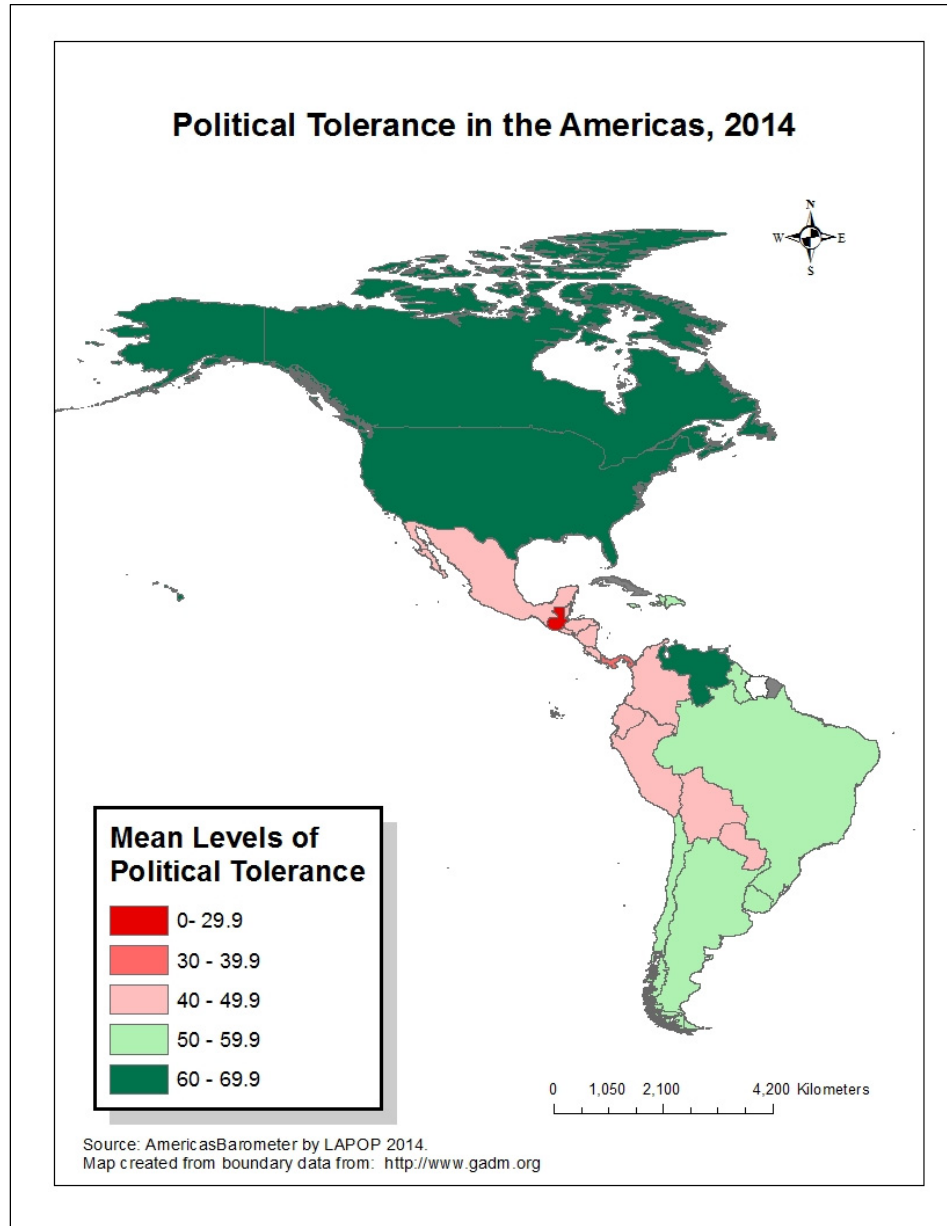 Political Tolerance in the Americas, 2014
N
W E
S
Mean Levels of
Political Tolerance
0- 29.9
30 - 39.9
40 - 49.9
50 - 59.9
60 - 69.9
0 1,050 2,100 4,200 Kilometers
Source: AmericasBarometer by LAPOP 2014.
Map created from boundary data from:  http://www.gadm.org